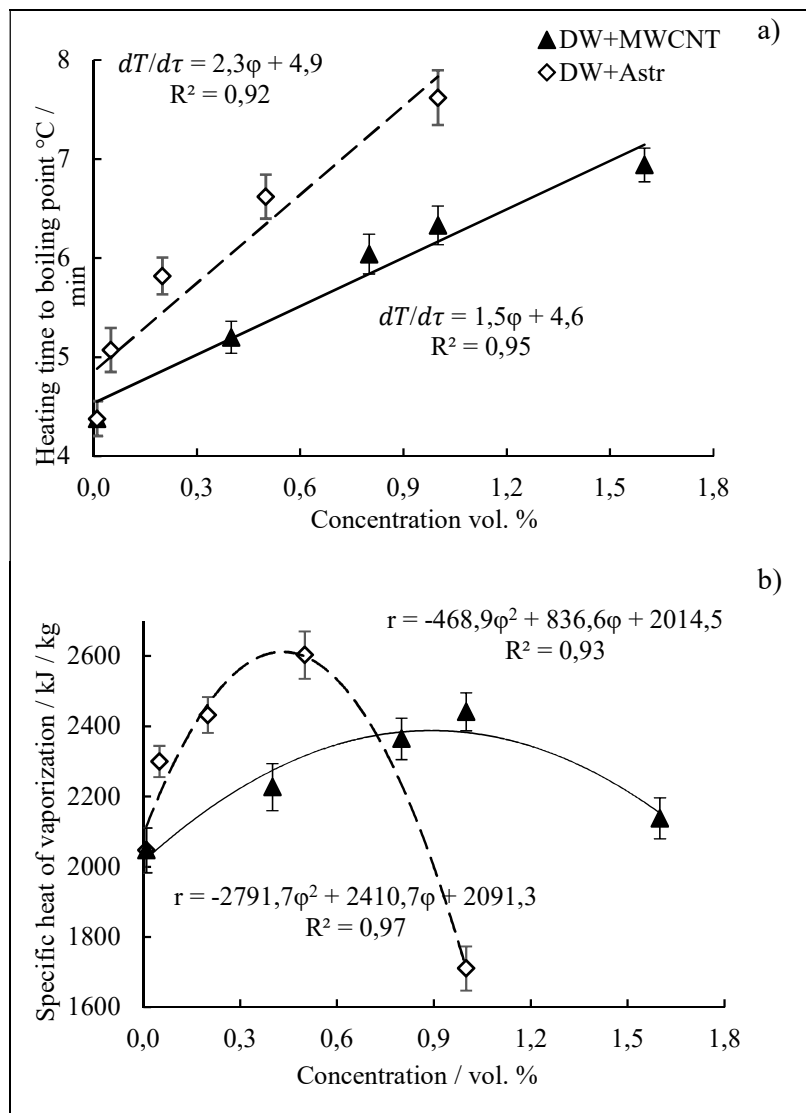 a)
▲ DW+MWCNT
◇ DW+Astr
dT/dτ = 2,3φ + 4,9
R² = 0,92
dT/dτ = 1,5φ + 4,6
R² = 0,95
Heating time to boiling point °C /
min
8
7
6
5
4
0,0 0,3 0,6 0,9 1,2 1,5 1,8
Concentration vol. %
b)
r = -468,9φ² + 836,6φ + 2014,5
R² = 0,93
r = -2791,7φ² + 2410,7φ + 2091,3
R² = 0,97
Specific heat of vaporization / kJ / kg
2600
2400
2200
2000
1800
1600
0,0 0,3 0,6 0,9 1,2 1,5 1,8
Concentration / vol. %